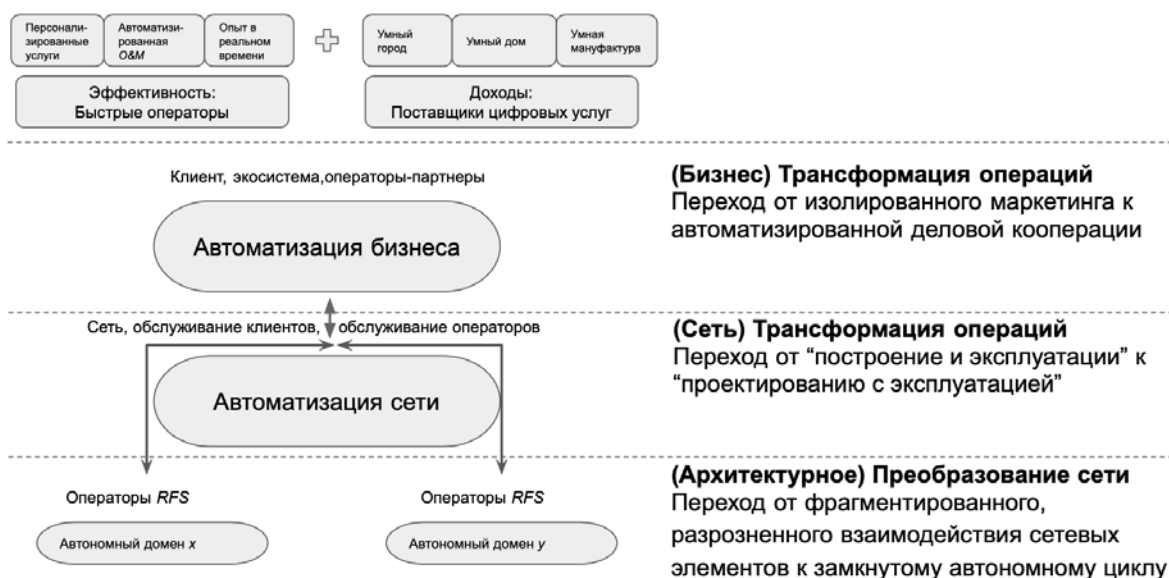 Персонали-
зированные
услуги
Автоматизи-
рованная
O&M
Опыт в
реальном
времени
Умный
город
Умный дом
Умная
мануфактура
Эффективность:
Быстрые операторы
Доходы:
Поставщики цифровых услуг
Клиент, экосистема,операторы-партнеры
Автоматизация бизнеса
(Бизнес) Трансформация операций
Переход от изолированного маркетинга к
автоматизированной деловой кооперации
Сеть, обслуживание клиентов, обслуживание операторов
Автоматизация сети
(Сеть) Трансформация операций
Переход от “построение и эксплуатации” к
“проектированию с эксплуатацией”
Операторы RFS
Операторы RFS
Автономный домен x
Автономный домен y
(Архитектурное) Преобразование сети
Переход от фрагментированного,
разрозненного взаимодействия сетевых
элементов к замкнутому автономному циклу